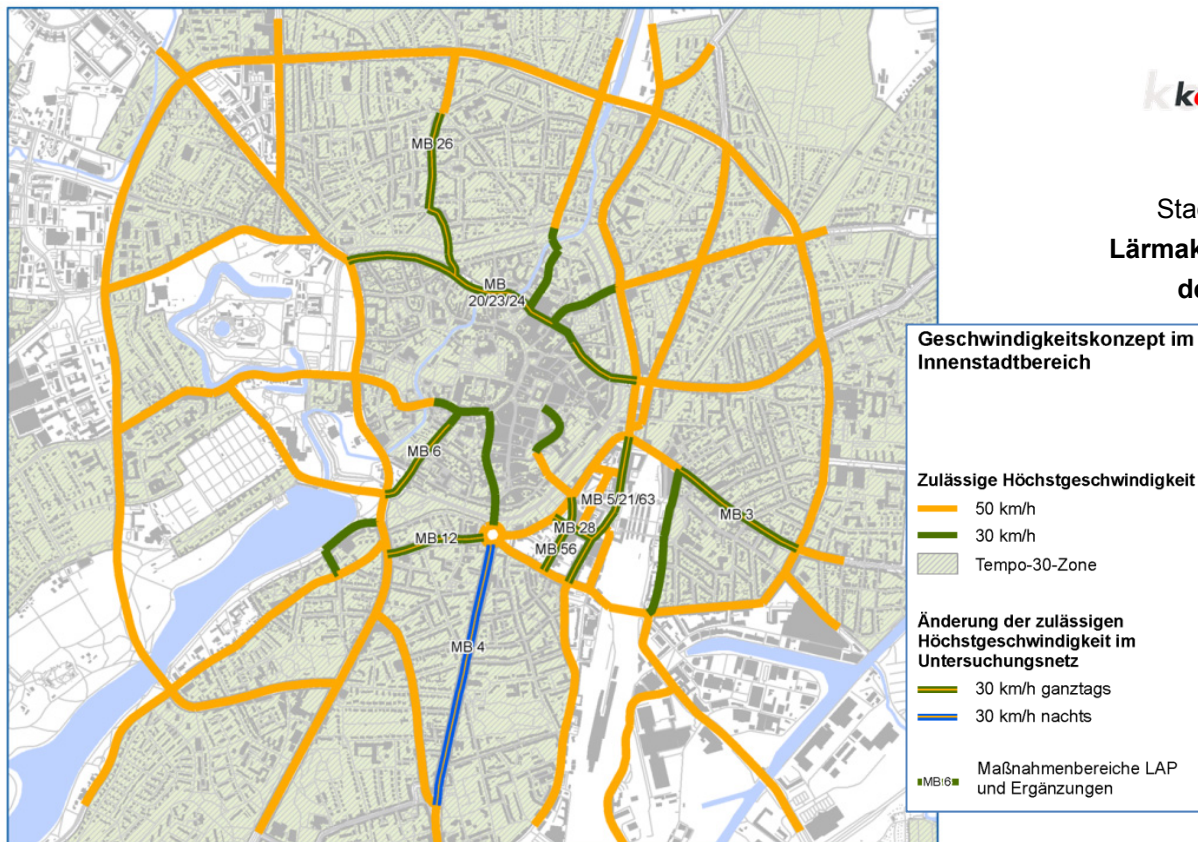 Geschwindigkeitskonzept im
Innenstadtbereich
Zulässige Höchstgeschwindigkeit
50 km/h
30 km/h
Tempo-30-Zone
Änderung der zulässigen
Höchstgeschwindigkeit im
Untersuchungsnetz
30 km/h ganztags
30 km/h nachts
MB 6
Maßnahmenbereiche LAP
und Ergänzungen
MB 26
MB
20/23/24
MB 6
MB 5/21/63
MB 3
MB 28
MB 12
MB 56
MB 4